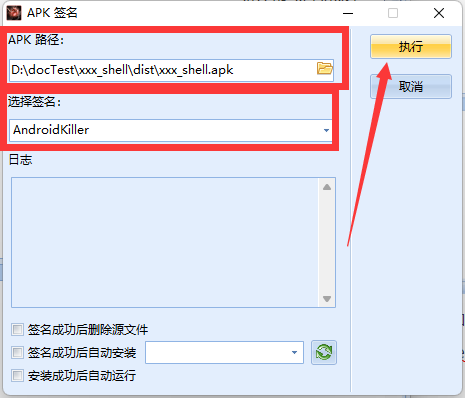 APK 签名
APK 路径：
执行
D:\docTest\xxx_shell\dist\xxx_shell.apk
取消
选择签名：
AndroidKiller
日志
签名成功后删除源文件
签名成功后自动安装
安装成功后自动运行